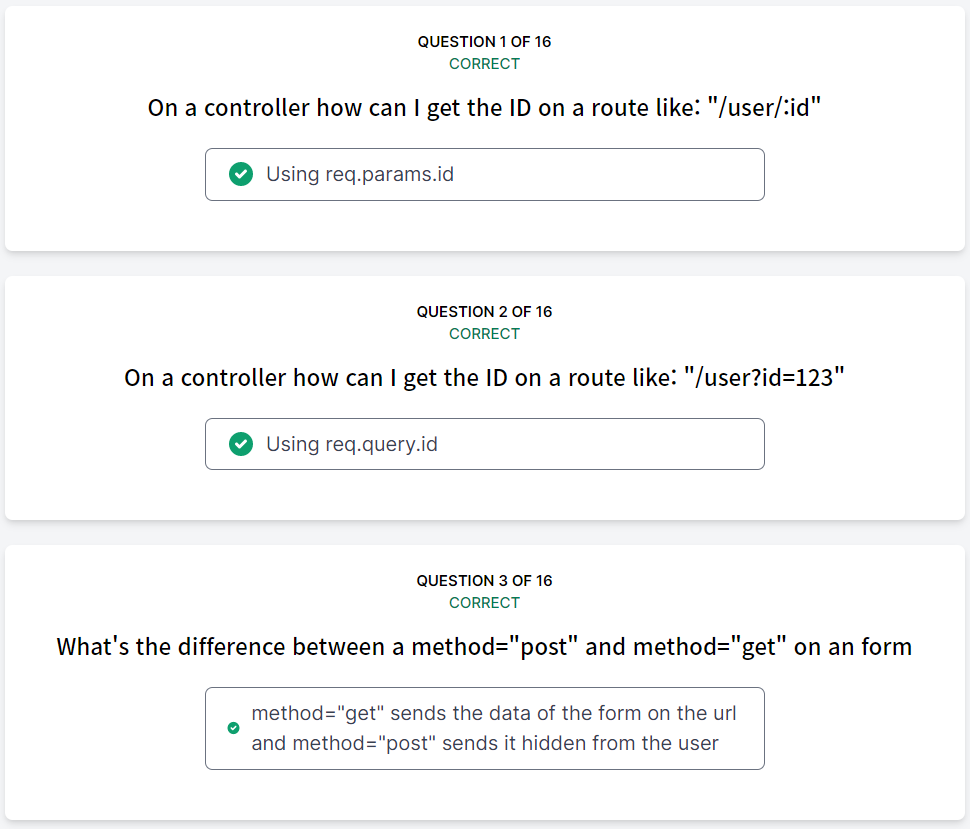 QUESTION 1 OF 16
CORRECT
On a controller how can I get the ID on a route like: "/user/:id"
Using req.params.id
QUESTION 2 OF 16
CORRECT
On a controller how can I get the ID on a route like: "/user?id=123"
Using req.query.id
QUESTION 3 OF 16
CORRECT
What's the difference between a method="post" and method="get" on an form
method="get" sends the data of the form on the url
and method="post" sends it hidden from the user